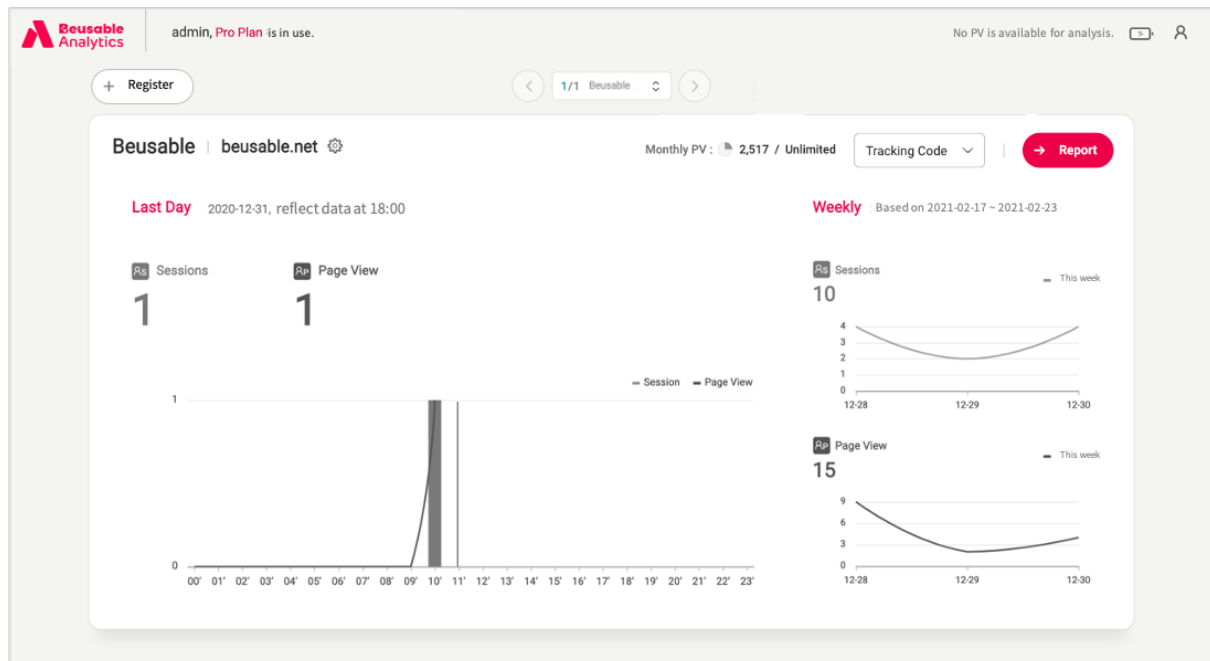 Beusable
Analytics
admin, Pro Plan is in use.
No PV is available for analysis.
+ Register
1/1 Beusable
Beusable | beusable.net
Monthly PV : 2,517 / Unlimited
Tracking Code
→ Report
Last Day 2020-12-31, reflect data at 18:00
Rs Sessions
1
RP Page View
1
Session Page View
1
0
00' 01' 02' 03' 04' 05' 06' 07' 08' 09' 10' 11' 12' 13' 14' 15' 16' 17' 18' 19' 20' 21' 22' 23'
Weekly Based on 2021-02-17 ~ 2021-02-23
Rs Sessions
10
This week
4
3
2
1
0
12-28 12-29 12-30
RP Page View
15
This week
9
6
3
0
12-28 12-29 12-30